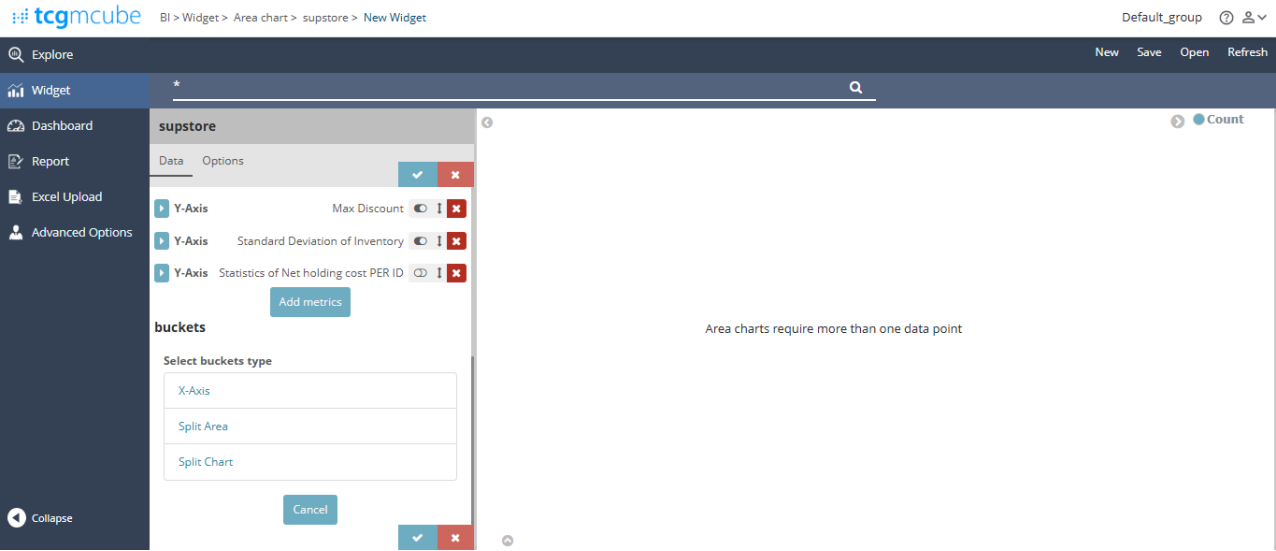 tcgmcube
BI > Widget > Area chart > supstore > New Widget
Default_group
Explore
New Save Open Refresh
Widget
*
Dashboard
supstore
Count
Report
Data Options
Excel Upload
Y-Axis Max Discount
Advanced Options
Y-Axis Standard Deviation of Inventory
Y-Axis Statistics of Net holding cost PER ID
Add metrics
buckets
Area charts require more than one data point
Select buckets type
X-Axis
Split Area
Split Chart
Cancel
Collapse